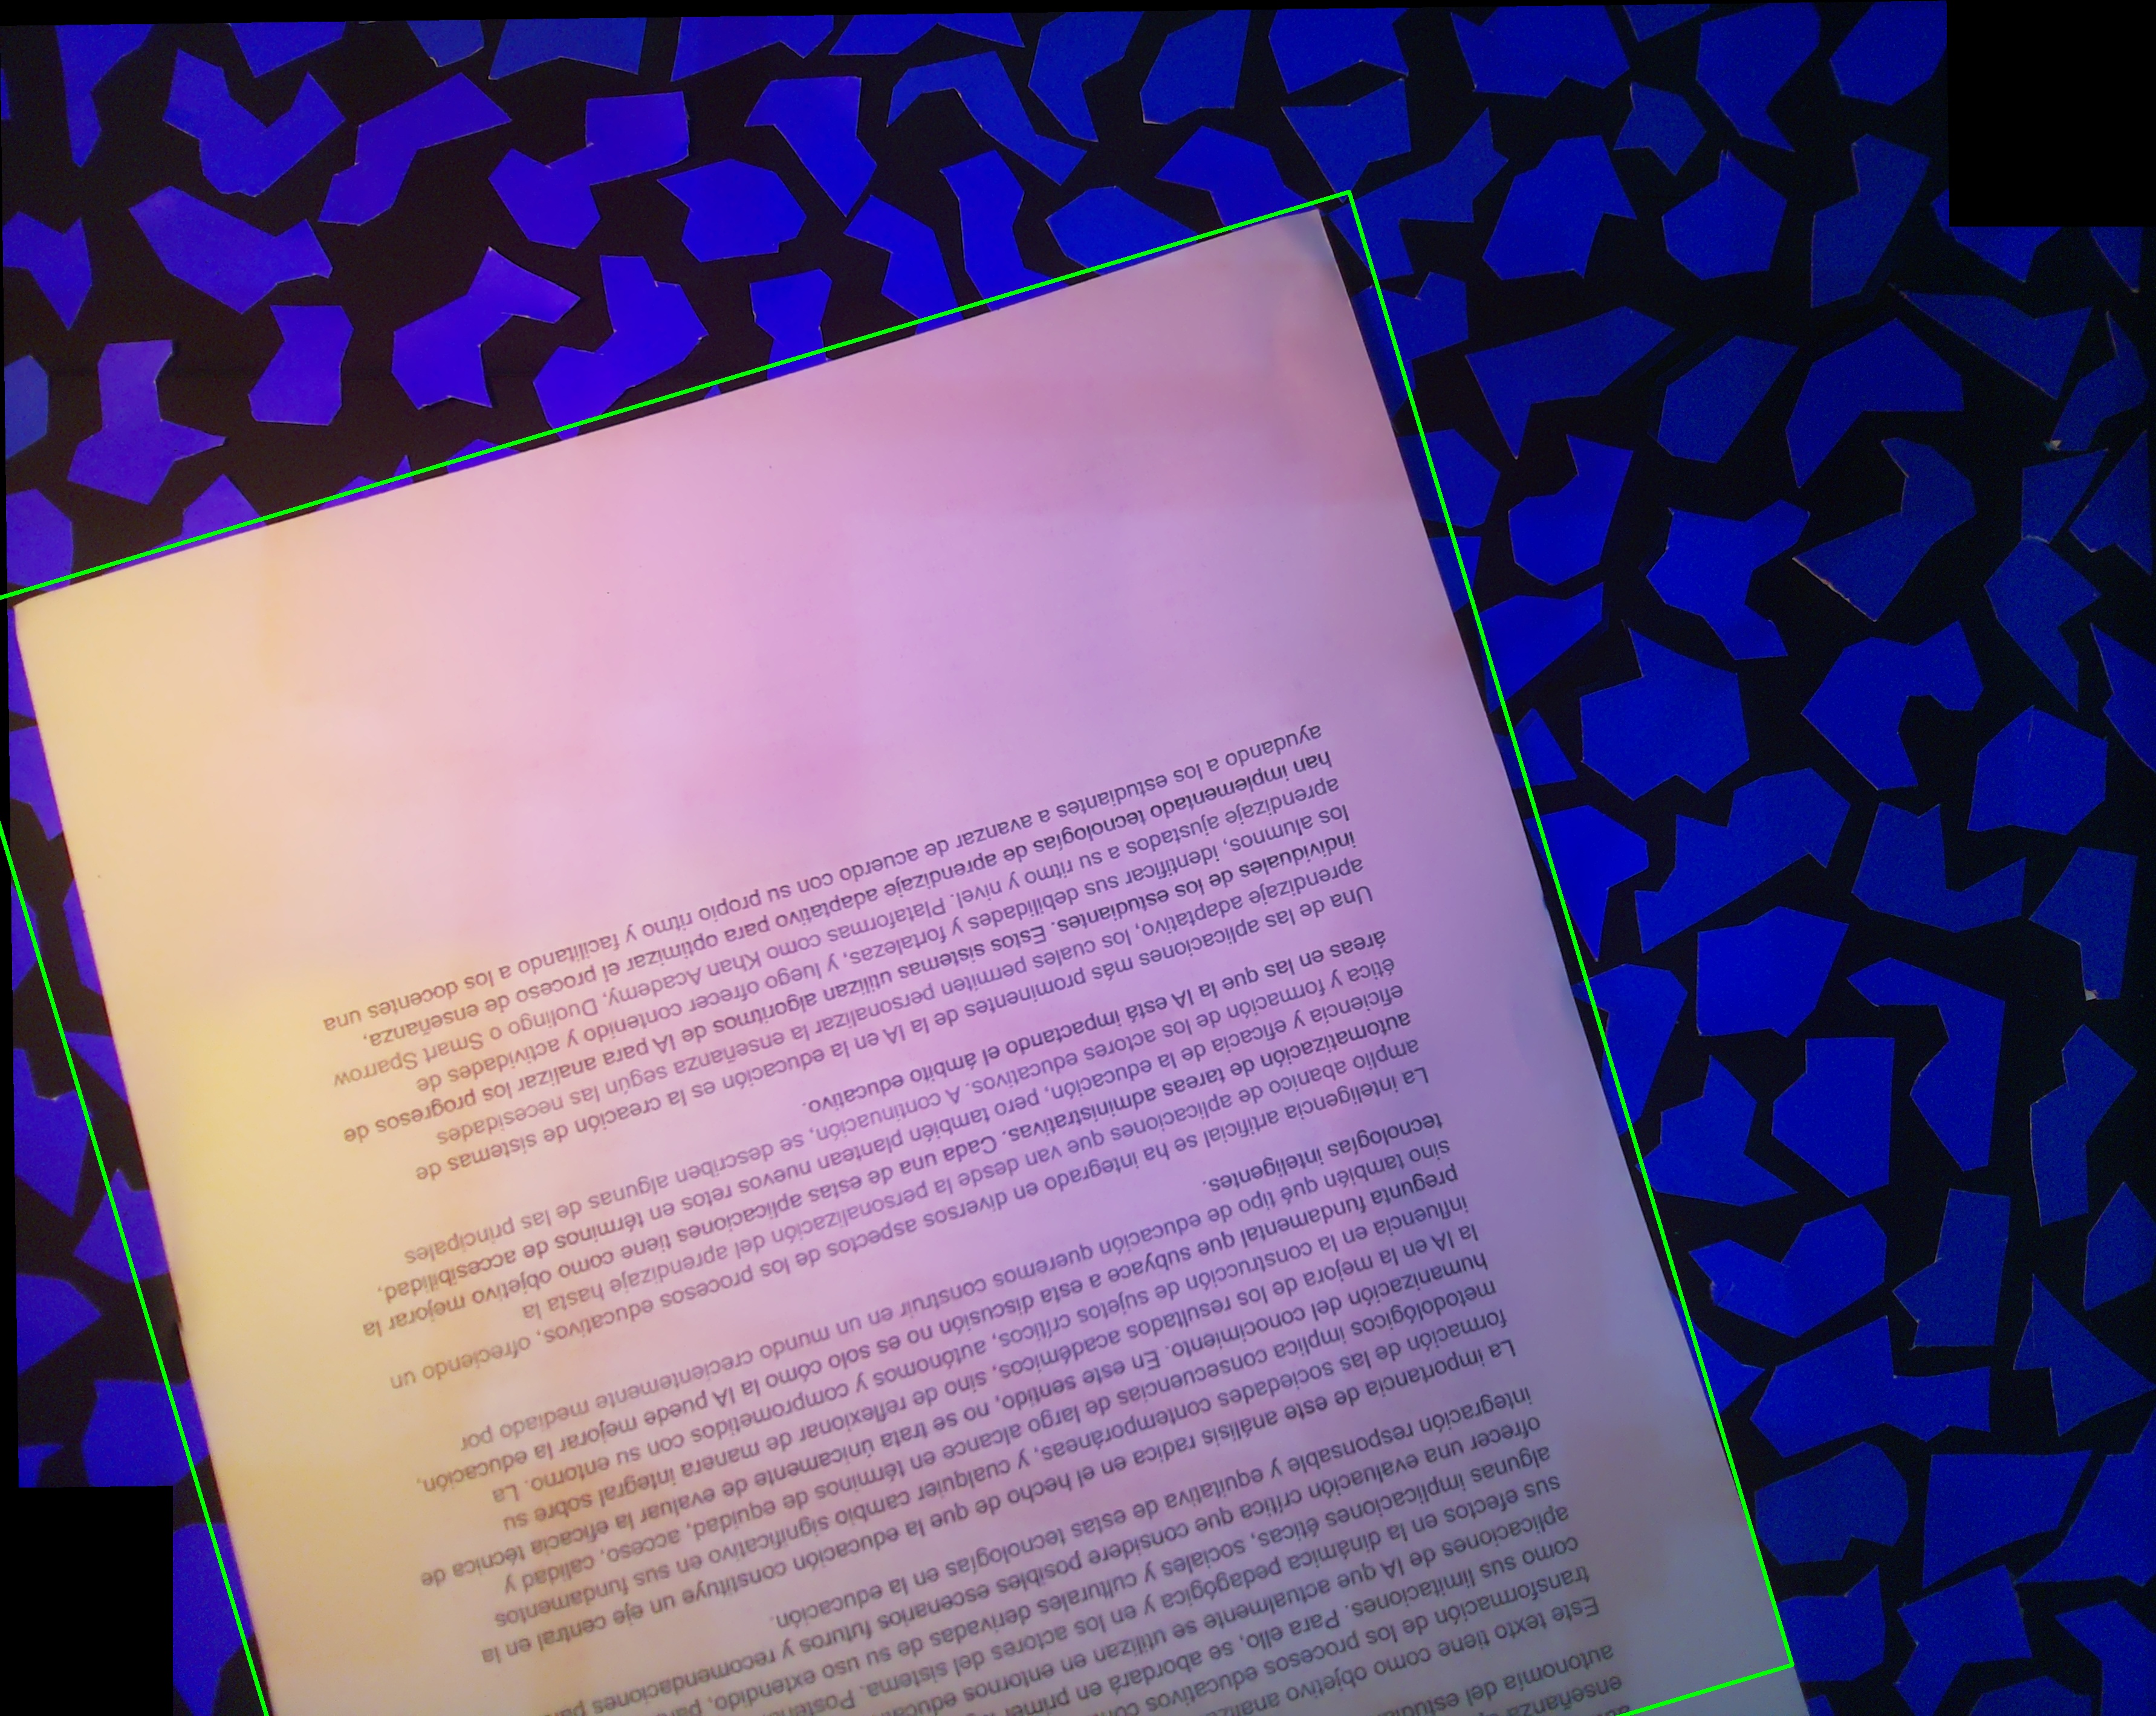 enseñanza
autonomía del
Este texto tiene como objetivo
transformación de los procesos educativos
como sus limitaciones. Para ello, se abordará en primer
aplicaciones de IA que actualmente se utilizan en entornos
sus efectos en la dinámica pedagógica y en los actores del sistema.
algunas implicaciones éticas, sociales y culturales derivadas de su uso extendido,
ofrecer una evaluación crítica que considere posibles escenarios futuros y recomendaciones
integración responsable y equitativa de estas tecnologías en la educación.
La importancia de este análisis radica en el hecho de que la educación constituye un eje central en la
formación de las sociedades contemporáneas, y cualquier cambio significativo en sus fundamentos
metodológicos implica consecuencias de largo alcance en términos de equidad, acceso, calidad y
humanización del conocimiento. En este sentido, no se trata únicamente de evaluar la eficacia técnica de
la IA en la mejora de los resultados académicos, sino de reflexionar de manera integral sobre su
influencia en la construcción de sujetos críticos, autónomos y comprometidos con su entorno. La
pregunta fundamental que subyace a esta discusión no es solo cómo la IA puede mejorar la educación,
sino también qué tipo de educación queremos construir en un mundo crecientemente mediado por
tecnologías inteligentes.
La inteligencia artificial se ha integrado en diversos aspectos de los procesos educativos, ofreciendo un
amplio abanico de aplicaciones que van desde la personalización del aprendizaje hasta la
automatización de tareas administrativas. Cada una de estas aplicaciones tiene como objetivo mejorar la
eficiencia y eficacia de la educación, pero también plantean nuevos retos en términos de accesibilidad,
ética y formación de los actores educativos. A continuación, se describen algunas de las principales
áreas en las que la IA está impactando el ámbito educativo.
Una de las aplicaciones más prominentes de la IA en la educación es la creación de sistemas de
aprendizaje adaptativo, los cuales permiten personalizar la enseñanza según las necesidades
individuales de los estudiantes. Estos sistemas utilizan algoritmos de IA para analizar los progresos de
los alumnos, identificar sus debilidades y fortalezas, y luego ofrecer contenido y actividades de
aprendizaje ajustados a su ritmo y nivel. Plataformas como Khan Academy, Duolingo o Smart Sparrow
han implementado tecnologías de aprendizaje adaptativo para optimizar el proceso de enseñanza,
ayudando a los estudiantes a avanzar de acuerdo con su propio ritmo y facilitando a los docentes una